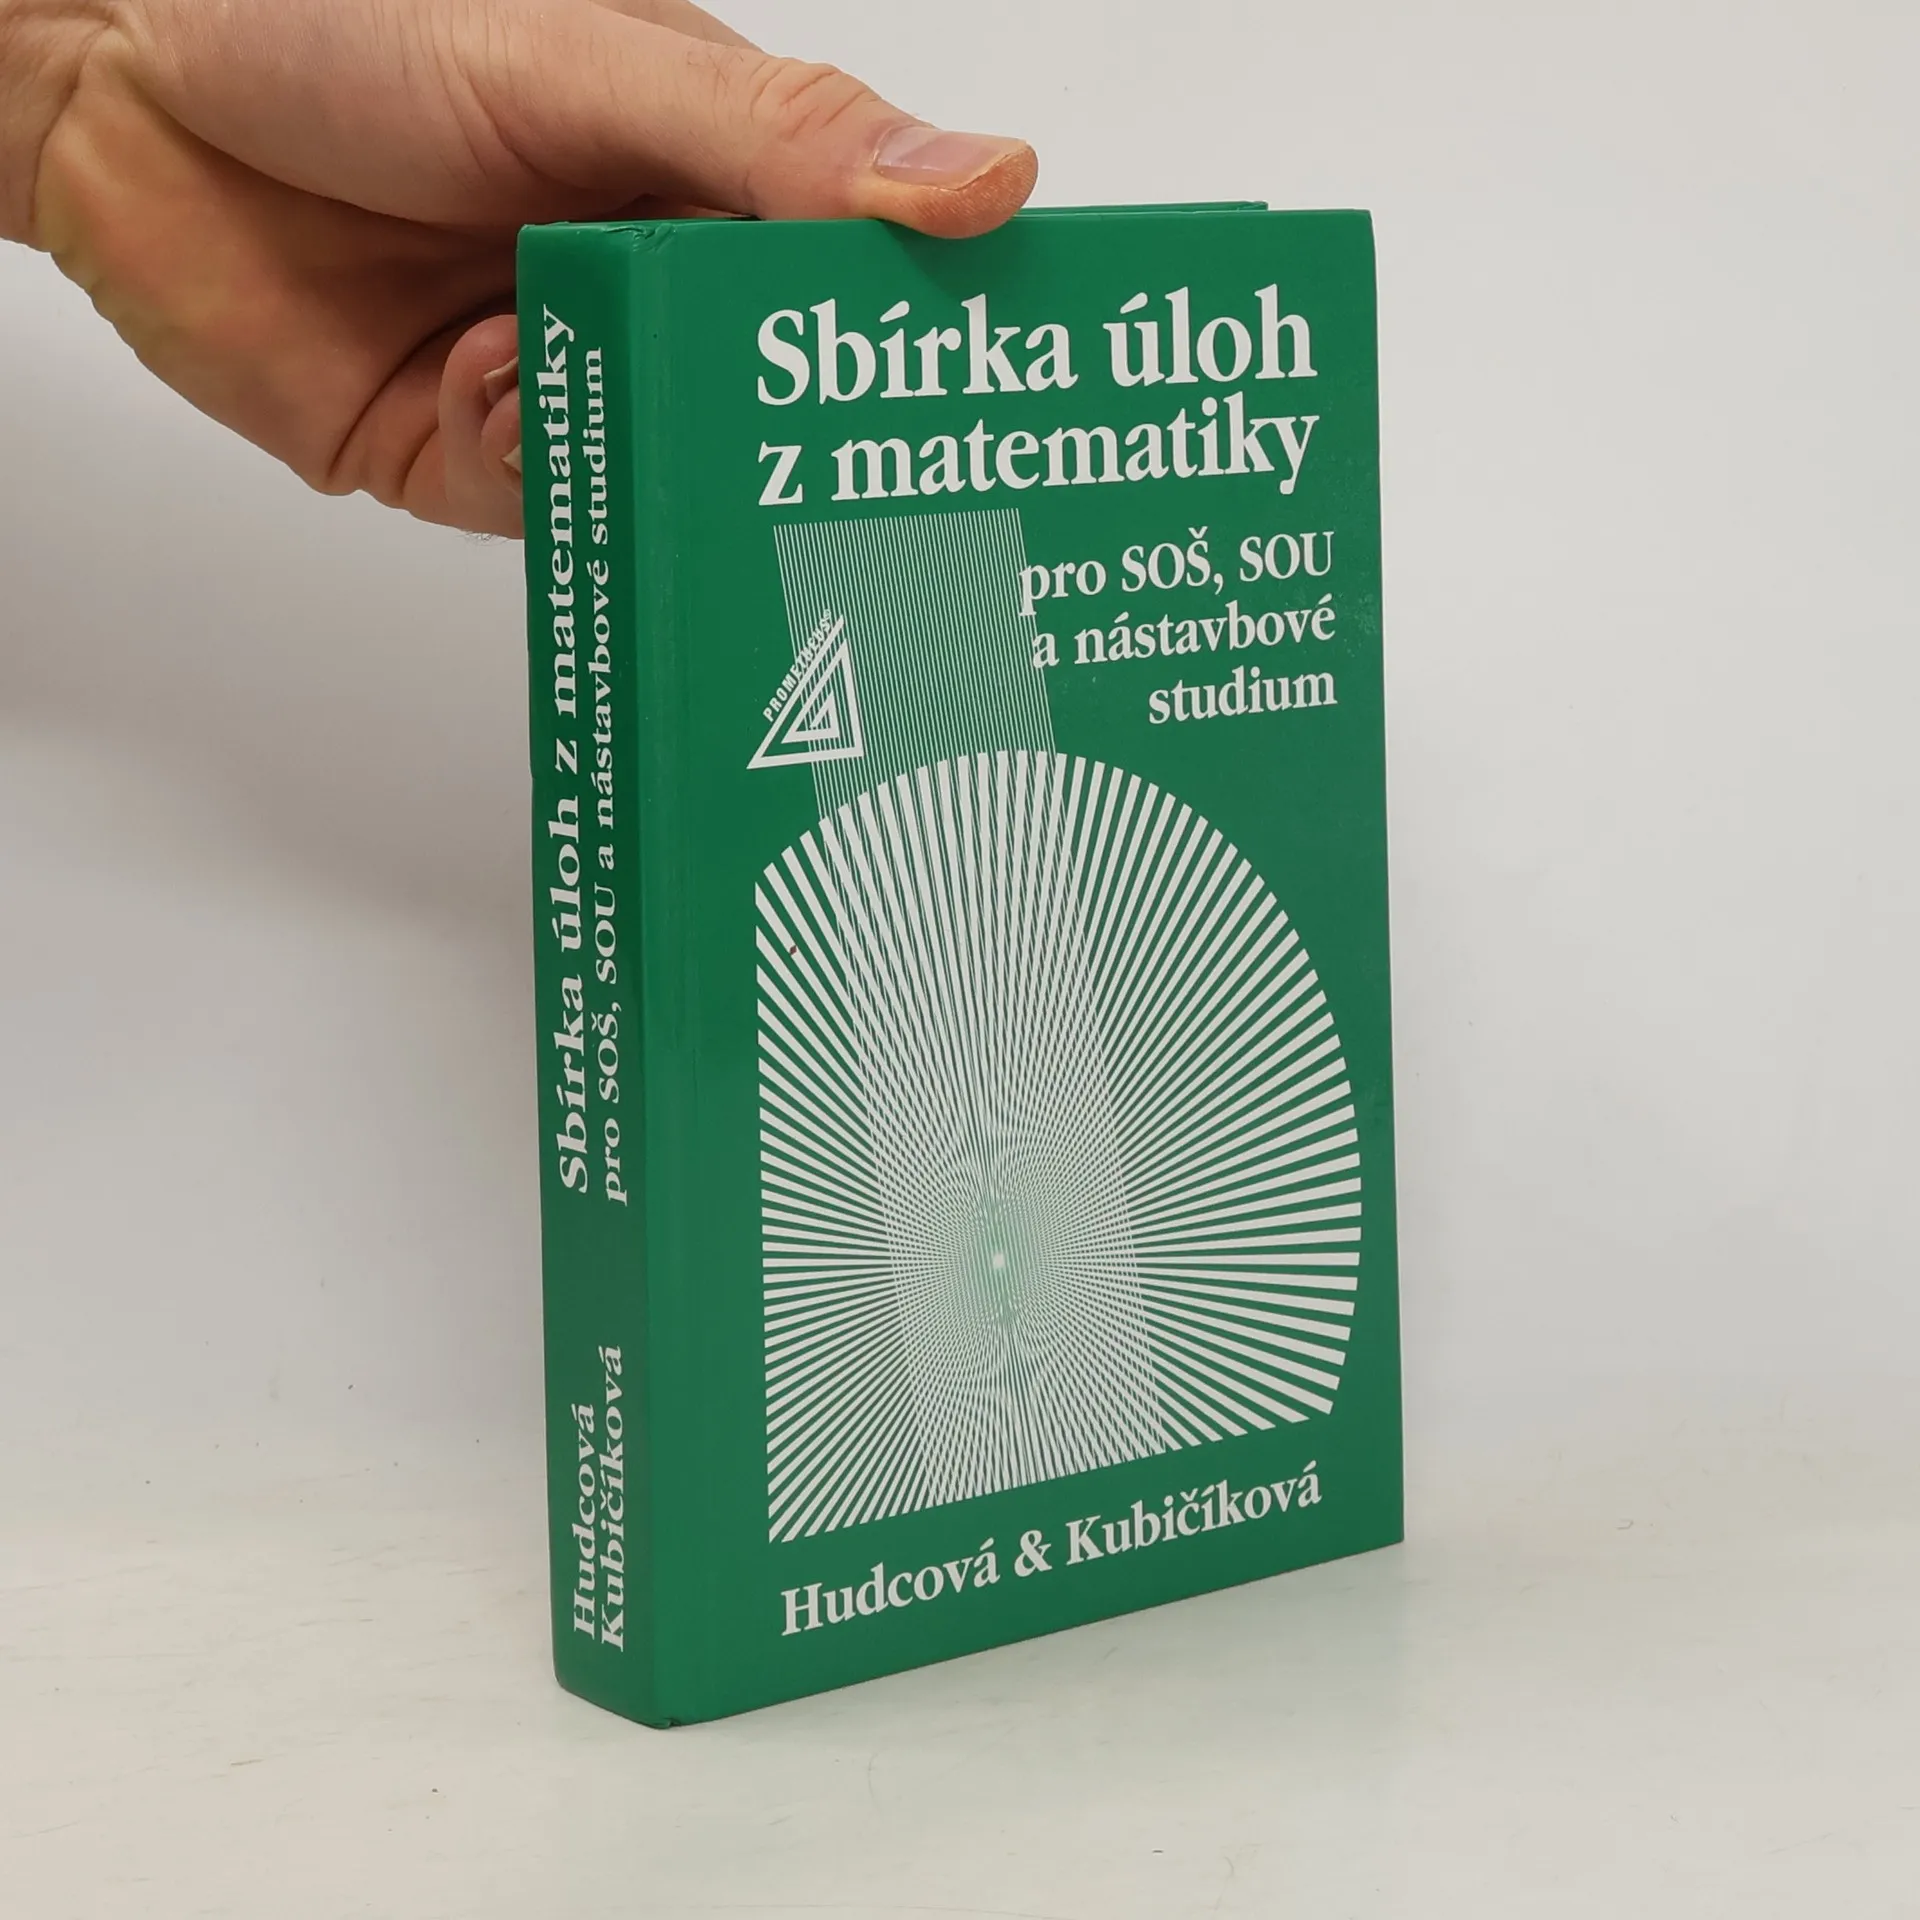 Sbírka úloh z matematiky
pro SOŠ, SOU a nástavbové studium
Hudcová
Kubičíková
Sbírka úloh
z matematiky
pro SOŠ, SOU
a nástavbové
studium
PROMETHEUS®
Hudcová & Kubičíková